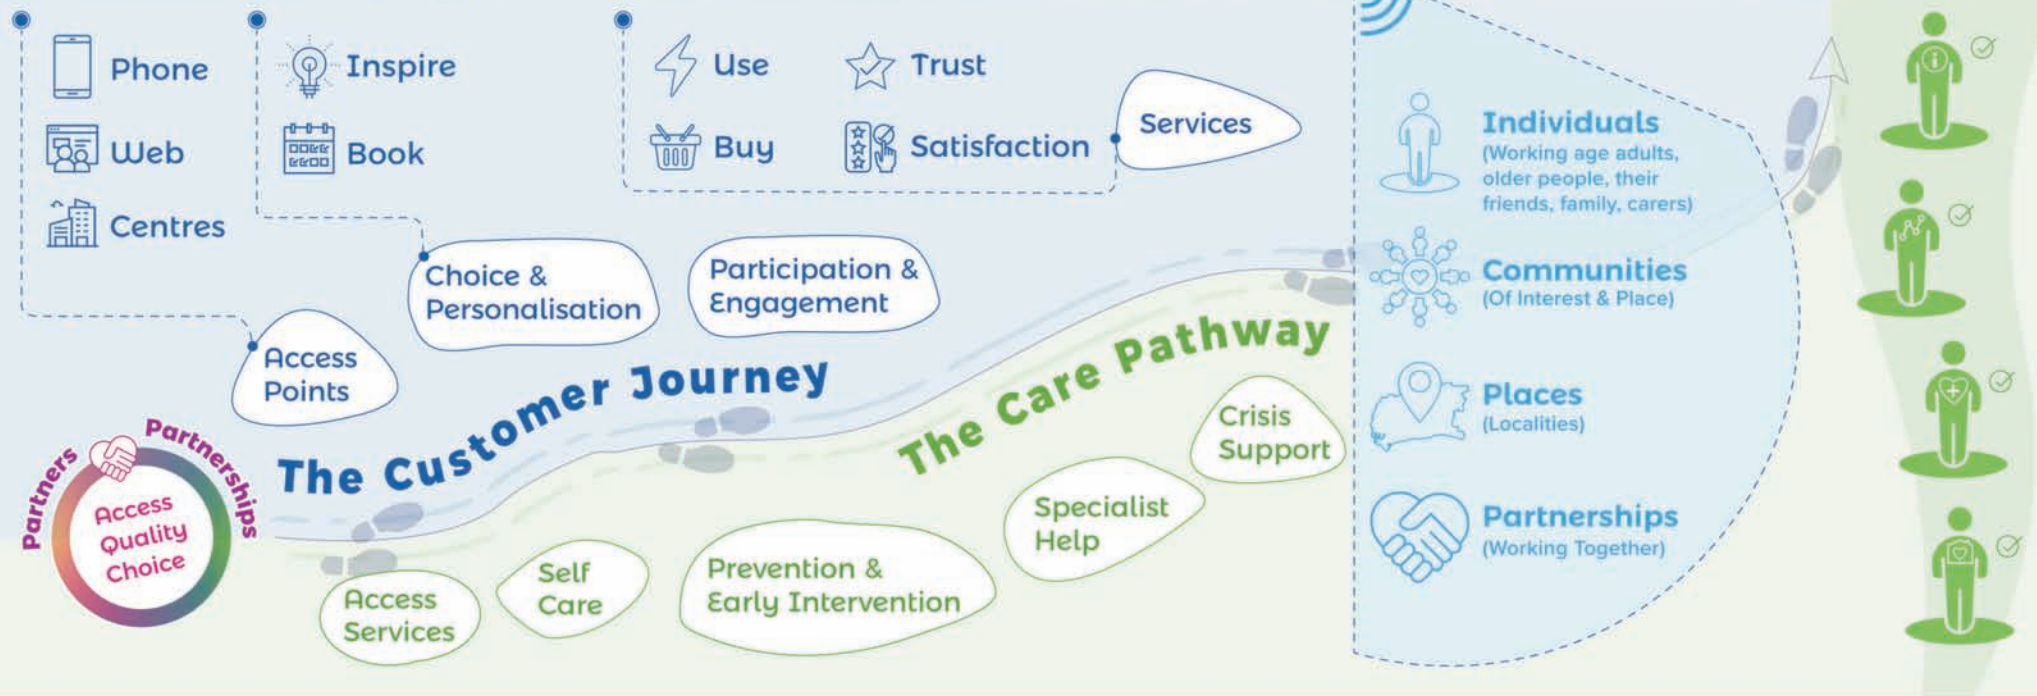 Phone
Web
Centres
Inspire
Book
Use
Buy
Trust
Satisfaction
Services
Choice &
Personalisation
Participation &
Engagement
Access
Points
The Customer Journey
The Care Pathway
Partners
Partnerships
Access
Quality
Choice
Access
Services
Self
Care
Prevention &
Early Intervention
Specialist
Help
Crisis
Support
Individuals
(Working age adults,
older people, their
friends, family, carers)
Communities
(Of Interest & Place)
Places
(Localities)
Partnerships
(Working Together)